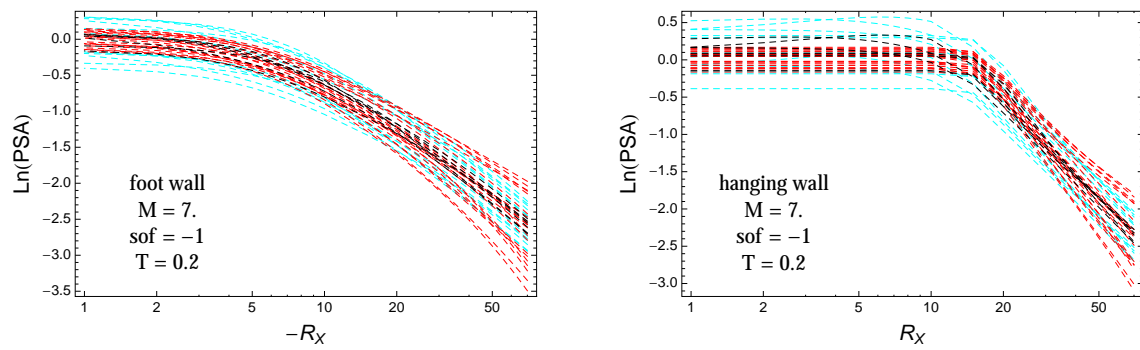 0.0
−0.5
−1.0
−1.5
−2.0
−2.5
−3.0
−3.5
Ln(PSA)
foot wall
M = 7.
sof = −1
T = 0.2
1 2 5 10 20 50
−R_X
0.5
0.0
−0.5
−1.0
−1.5
−2.0
−2.5
−3.0
Ln(PSA)
hanging wall
M = 7.
sof = −1
T = 0.2
1 2 5 10 20 50
R_X